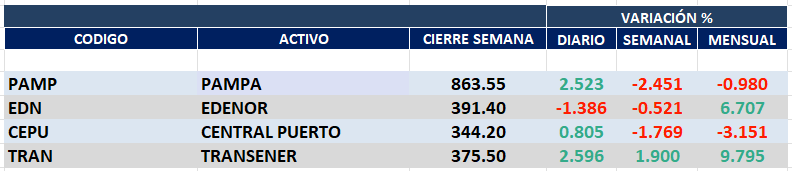 VARIACIÓN %
CODIGO ACTIVO CIERRE SEMANA DIARIO SEMANAL MENSUAL
PAMP PAMPA 863.55 2.523 -2.451 -0.980
EDN EDENOR 391.40 -1.386 -0.521 6.707
CEPU CENTRAL PUERTO 344.20 0.805 -1.769 -3.151
TRAN TRANSENER 375.50 2.596 1.900 9.795